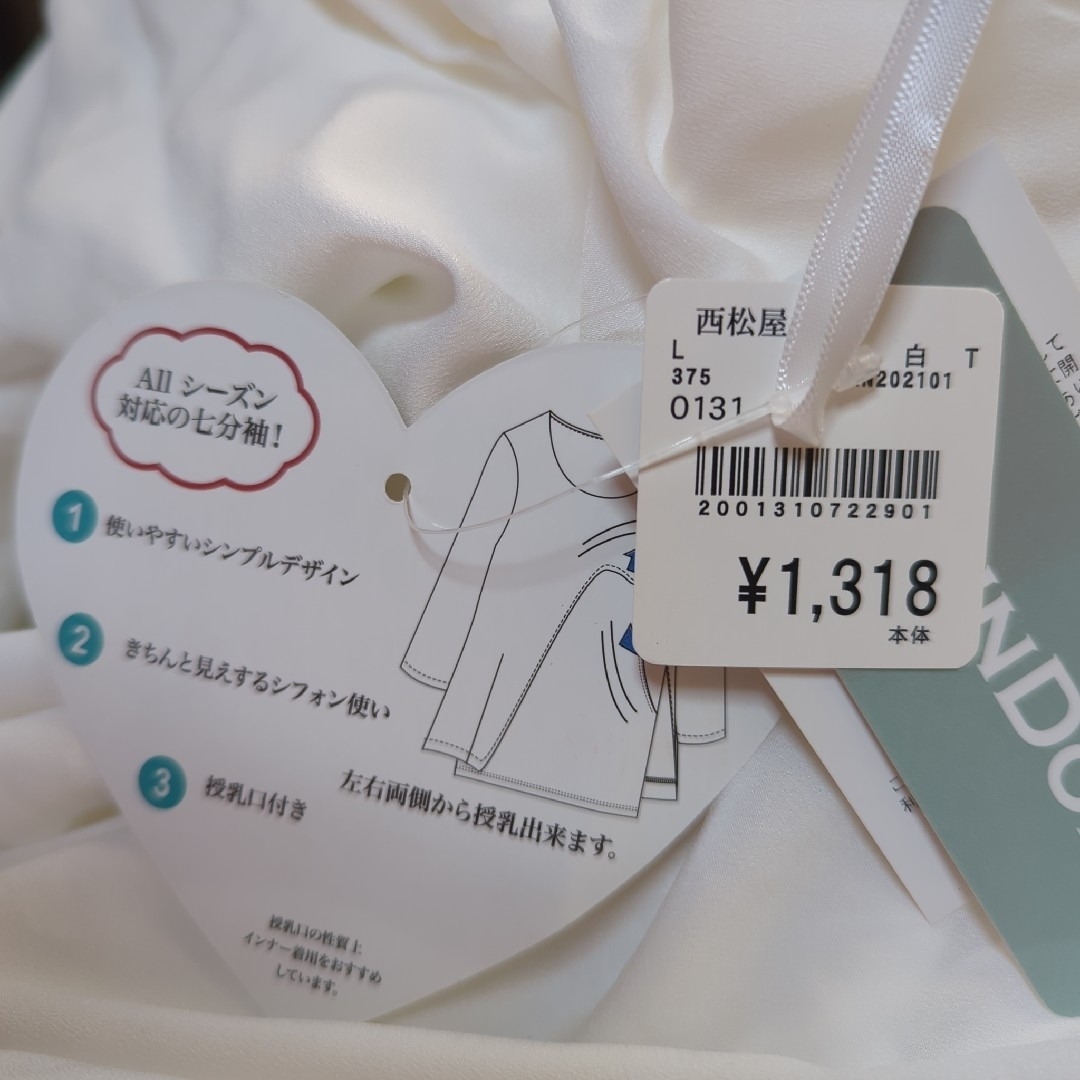 All シーズン
対応の七分袖!
1 使いやすいシンプルデザイン
2 きちんと見えするシフォン使い
3 授乳口付き
左右両側から授乳出来ます。
授乳口の性質上
インナー着用をおすすめ
しています。
西松屋
L 白 T
375 N202101
0131
2001310722901
¥1,318
本体
NDO